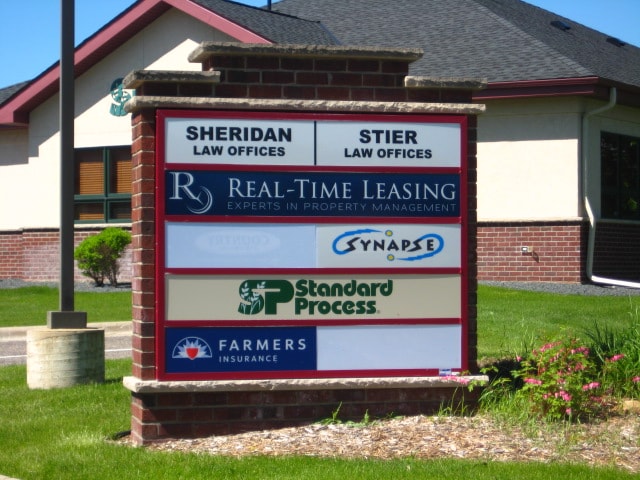 SHERIDAN
LAW OFFICES
STIER
LAW OFFICES
R REAL-TIME LEASING
EXPERTS IN PROPERTY MANAGEMENT
COUNTRY
SYNAPSE
SP Standard
Process®
FARMERS
INSURANCE